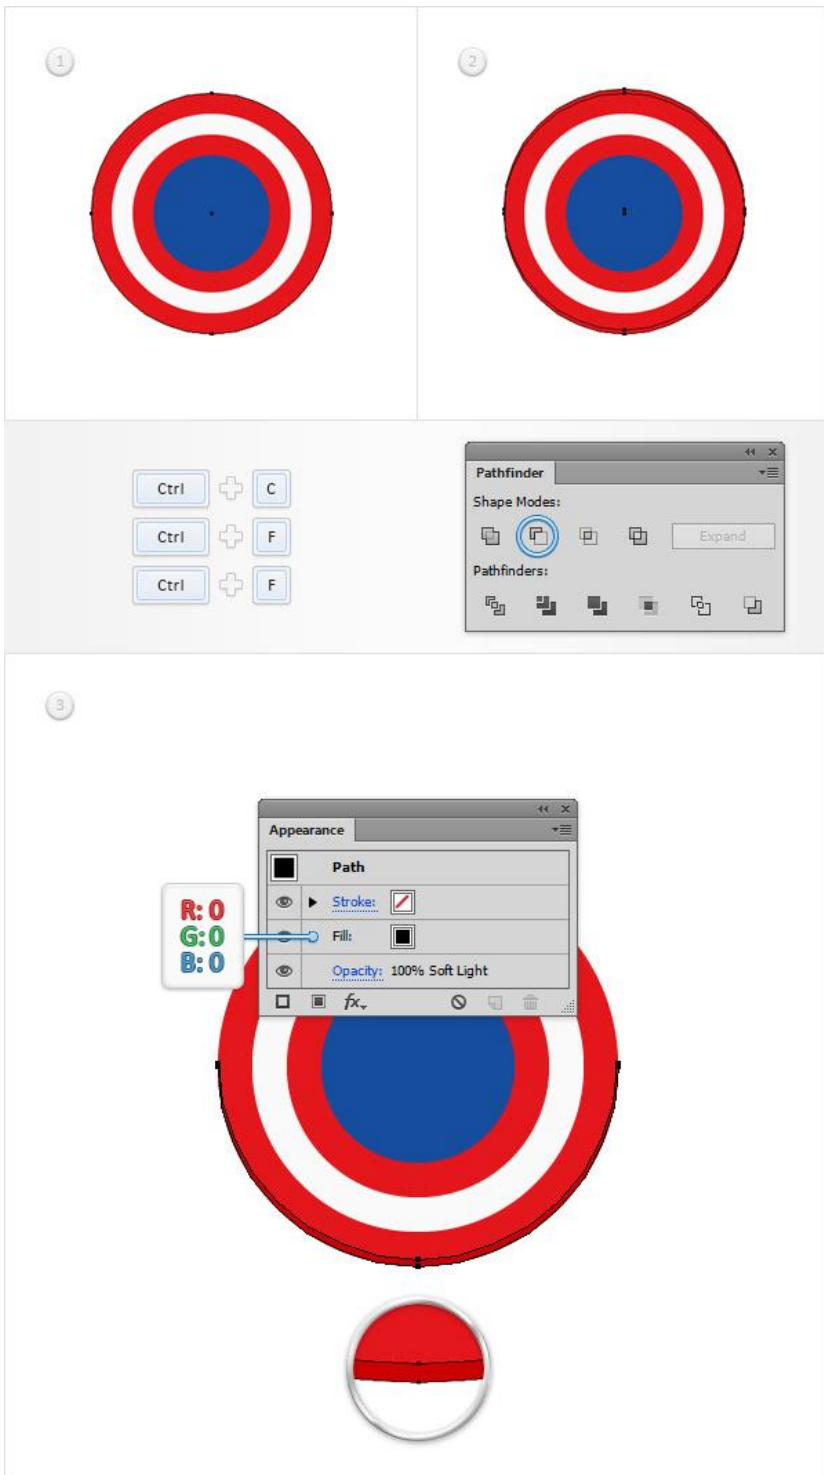 1
2
Ctrl C
Ctrl F
Ctrl F
Pathfinder
Shape Modes:
Expand
Pathfinders:
3
Appearance
Path
Stroke:
Fill:
Opacity: 100% Soft Light
fx
R: 0
G: 0
B: 0